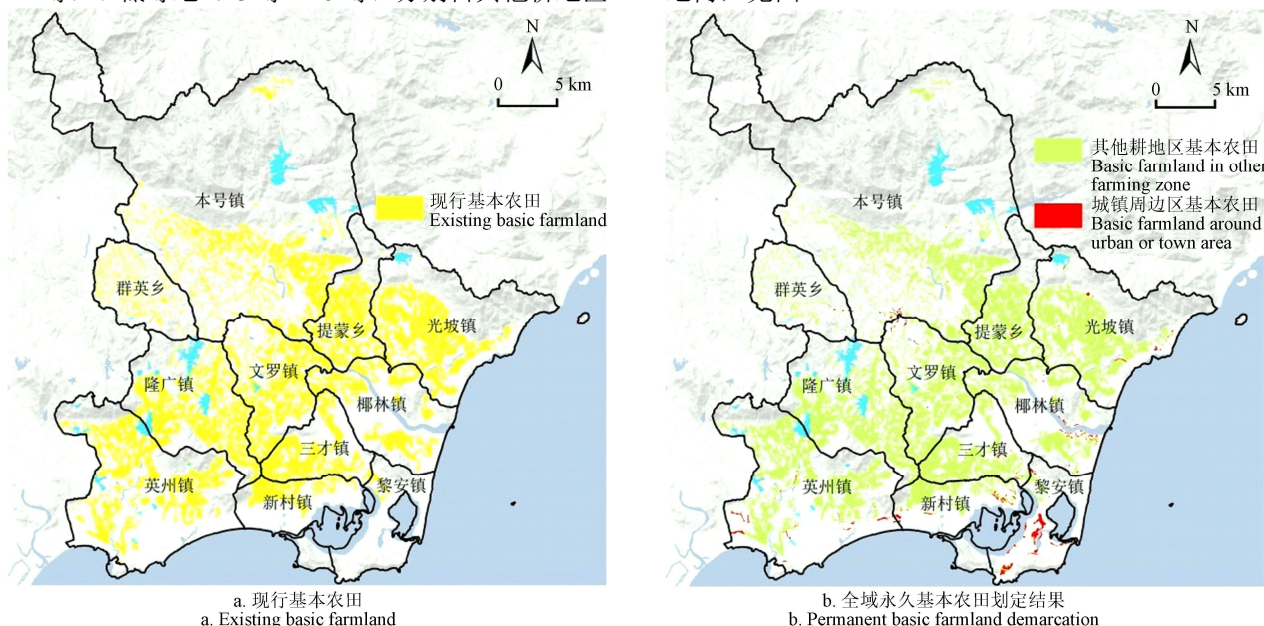 N
0 5 km
现行基本农田
Existing basic farmland
本号镇
群英乡
提蒙乡
光坡镇
文罗镇
隆广镇
椰林镇
三才镇
英州镇
新村镇
黎安镇
a. 现行基本农田
a. Existing basic farmland
N
0 5 km
其他耕地区基本农田
Basic farmland in other
farming zone
城镇周边区基本农田
Basic farmland around
urban or town area
本号镇
群英乡
提蒙乡
光坡镇
文罗镇
隆广镇
椰林镇
三才镇
英州镇
新村镇
黎安镇
b. 全域永久基本农田划定结果
b. Permanent basic farmland demarcation